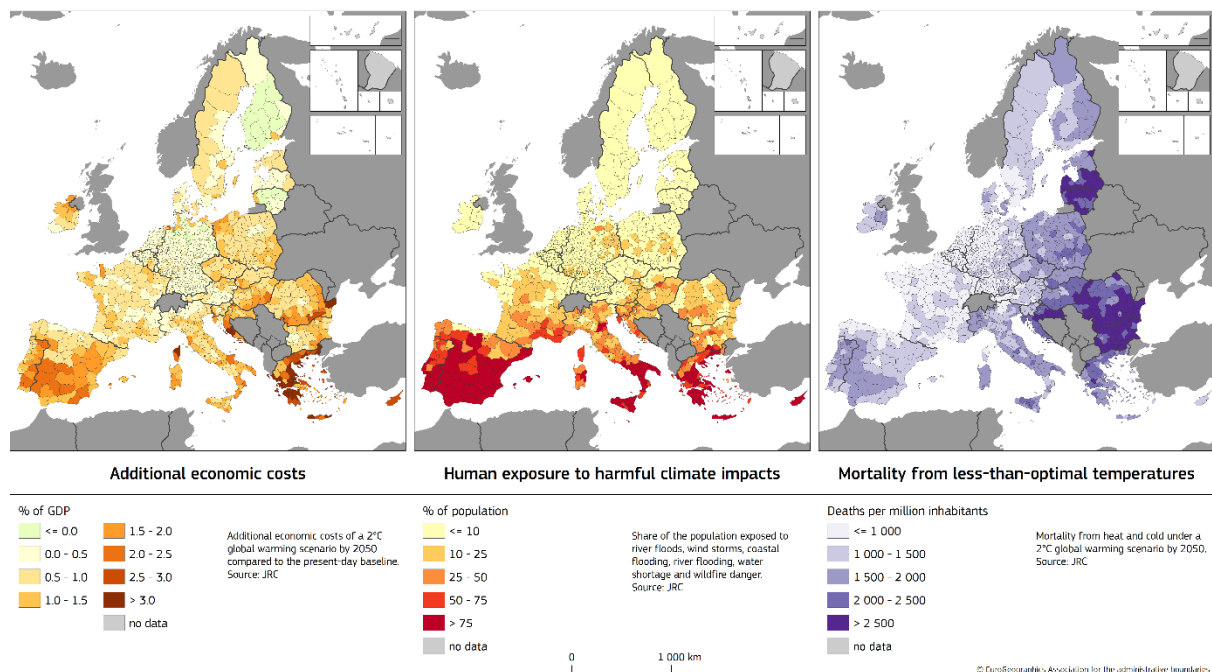 Additional economic costs
% of GDP
<= 0.0
0.0 - 0.5
0.5 - 1.0
1.0 - 1.5
1.5 - 2.0
2.0 - 2.5
2.5 - 3.0
> 3.0
no data
Additional economic costs of a 2°C
global warming scenario by 2050
compared to the present-day baseline.
Source: JRC
Human exposure to harmful climate impacts
% of population
<= 10
10 - 25
25 - 50
50 - 75
> 75
no data
Share of the population exposed to
river floods, wind storms, coastal
flooding, river flooding, water
shortage and wildfire danger.
Source: JRC
Mortality from less-than-optimal temperatures
Deaths per million inhabitants
<= 1 000
1 000 - 1 500
1 500 - 2 000
2 000 - 2 500
> 2 500
no data
Mortality from heat and cold under a
2°C global warming scenario by 2050.
Source: JRC
0 1 000 km
© EuroGeographics Association for the administrative boundaries